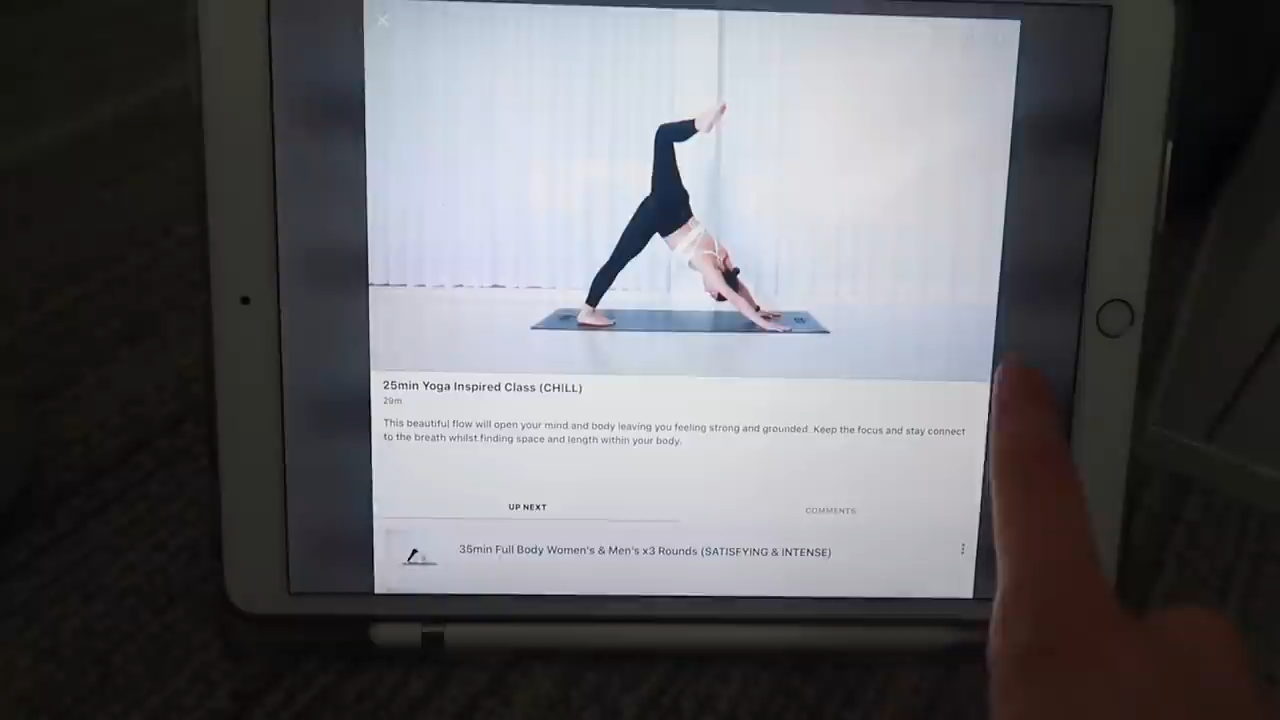 25min Yoga Inspired Class (CHILL)
29m
This beautiful flow will open your mind and body leaving you feeling strong and grounded. Keep the focus and stay connect
to the breath whilst finding space and length within your body.
UP NEXT
COMMENTS
35min Full Body Women's & Men's x3 Rounds (SATISFYING & INTENSE)